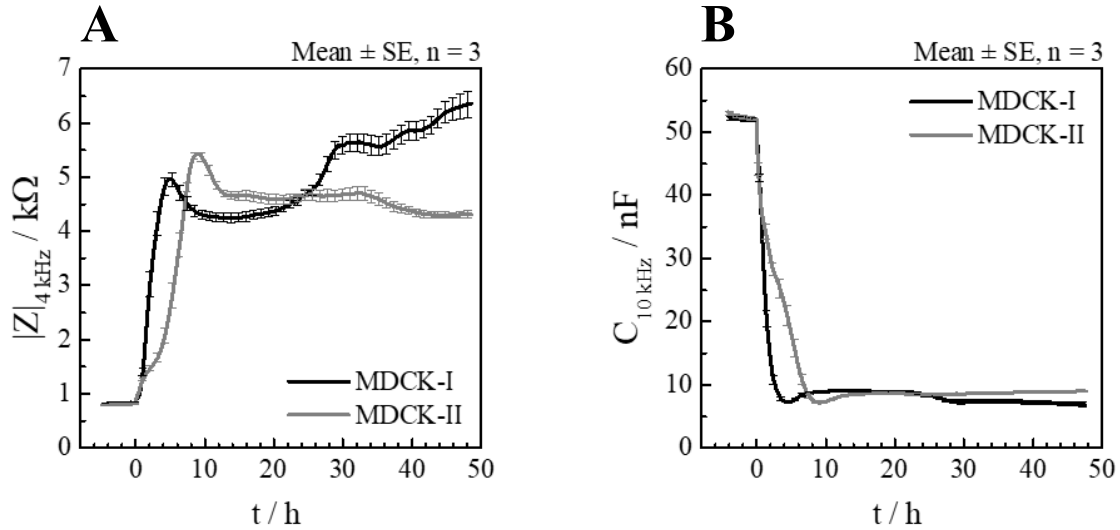 A
Mean ± SE, n = 3
7
6
5
4
3
2
1
0
|Z|4 kHz / kΩ
MDCK-I
MDCK-II
0 10 20 30 40 50
t / h
B
Mean ± SE, n = 3
60
50
40
30
20
10
0
C10 kHz / nF
MDCK-I
MDCK-II
0 10 20 30 40 50
t / h